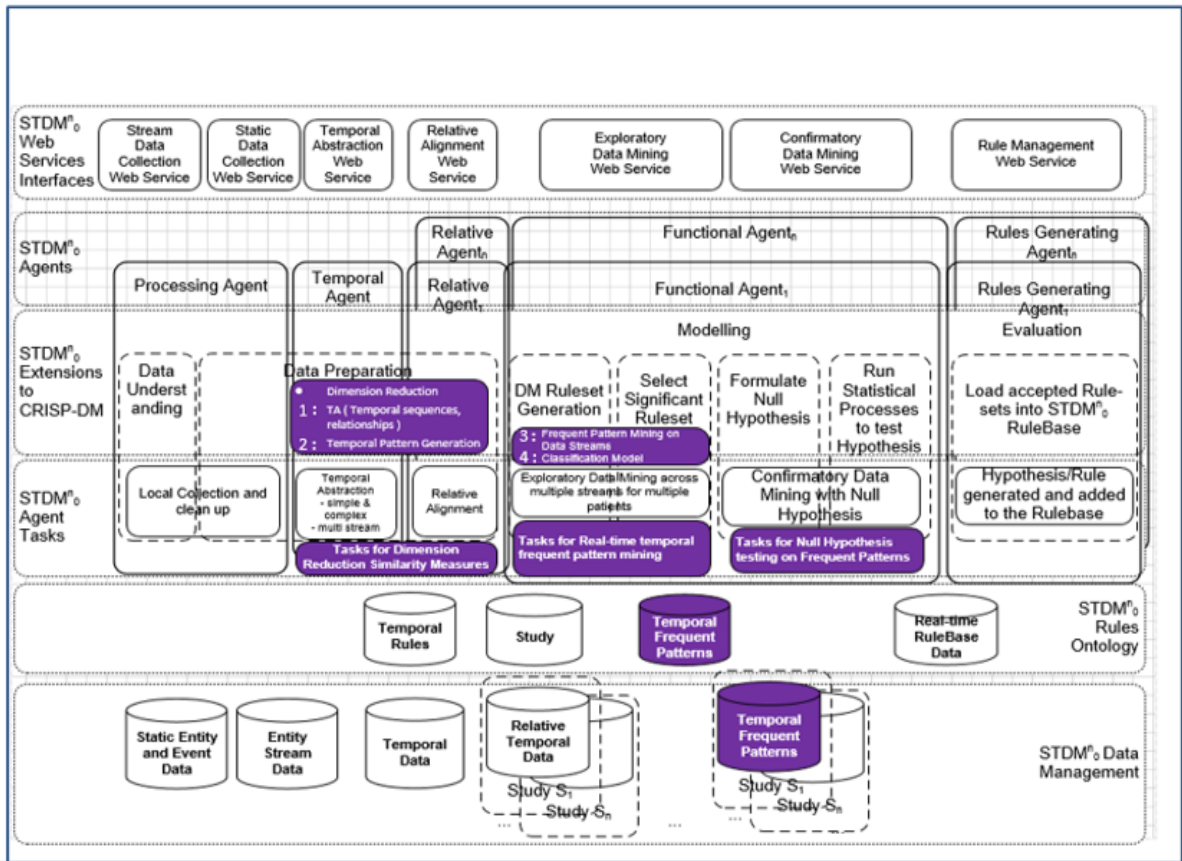 STDMⁿ₀
Web
Services
Interfaces
Stream
Data
Collection
Web Service
Static
Data
Collection
Web Service
Temporal
Abstraction
Web
Service
Relative
Alignment
Web
Service
Exploratory
Data Mining
Web Service
Confirmatory
Data Mining
Web Service
Rule Management
Web Service
STDMⁿ₀
Agents
Relative
Agentₙ
Functional Agentₙ
Rules Generating
Agentₙ
Processing Agent
Temporal
Agent
Relative
Agent₁
Functional Agent₁
Rules Generating
Agent₁
STDMⁿ₀
Extensions
to
CRISP-DM
Modelling
Evaluation
Data
Underst
anding
Data Preparation
• Dimension Reduction
1 : TA ( Temporal sequences,
relationships )
2 : Temporal Pattern Generation
DM Ruleset
Generation
Select
Significant
Ruleset
3 : Frequent Pattern Mining on
Data Streams
4 : Classification Model
Formulate
Null
Hypothesis
Run
Statistical
Processes
to test
Hypothesis
Load accepted Rule-
sets into STDMⁿ₀
RuleBase
STDMⁿ₀
Agent
Tasks
Local Collection and
clean up
Temporal
Abstraction
- simple &
complex
- multi stream
Relative
Alignment
Exploratory Data Mining across
multiple streams for multiple
patients
Confirmatory Data
Mining with Null
Hypothesis
Hypothesis/Rule
generated and added
to the Rulebase
Tasks for Dimension
Reduction Similarity Measures
Tasks for Real-time temporal
frequent pattern mining
Tasks for Null Hypothesis
testing on Frequent Patterns
Temporal
Rules
Study
Temporal
Frequent
Patterns
Real-time
RuleBase
Data
STDMⁿ₀
Rules
Ontology
Static Entity
and Event
Data
Entity
Stream
Data
Temporal
Data
Relative
Temporal
Data
Study S₁
Study Sₙ
...
...
Temporal
Frequent
Patterns
Study S₁
Study Sₙ
...
...
STDMⁿ₀ Data
Management